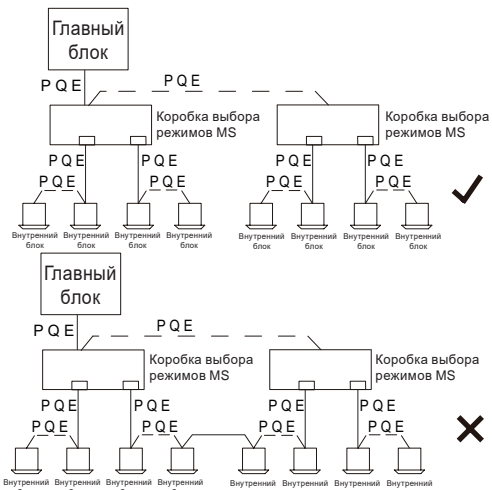 Главный
блок
P Q E
P Q E
Коробка выбора
режимов MS
Коробка выбора
режимов MS
P Q E
P Q E
P Q E
P Q E
P Q E
P Q E
P Q E
P Q E
Внутренний Внутренний Внутренний Внутренний
блок блок блок блок
Внутренний Внутренний Внутренний Внутренний
блок блок блок блок
Главный
блок
P Q E
P Q E
Коробка выбора
режимов MS
Коробка выбора
режимов MS
P Q E
P Q E
P Q E
P Q E
P Q E
P Q E
P Q E
P Q E
Внутренний Внутренний Внутренний Внутренний
Внутренний Внутренний Внутренний Внутренний